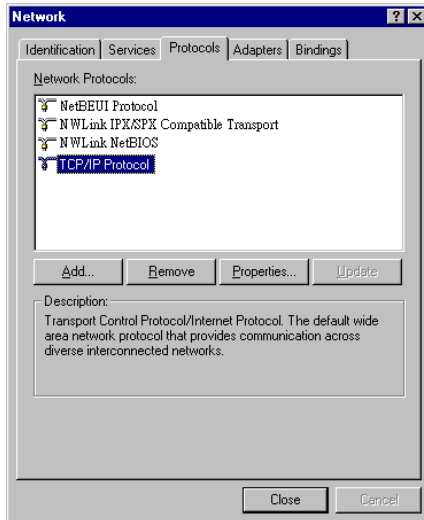 Network
Identification Services Protocols Adapters Bindings
Network Protocols:
NetBEUI Protocol
NWLink IPX/SPX Compatible Transport
NWLink NetBIOS
TCP/IP Protocol
Add... Remove Properties... Update
Description:
Transport Control Protocol/Internet Protocol. The default wide
area network protocol that provides communication across
diverse interconnected networks.
Close Cancel